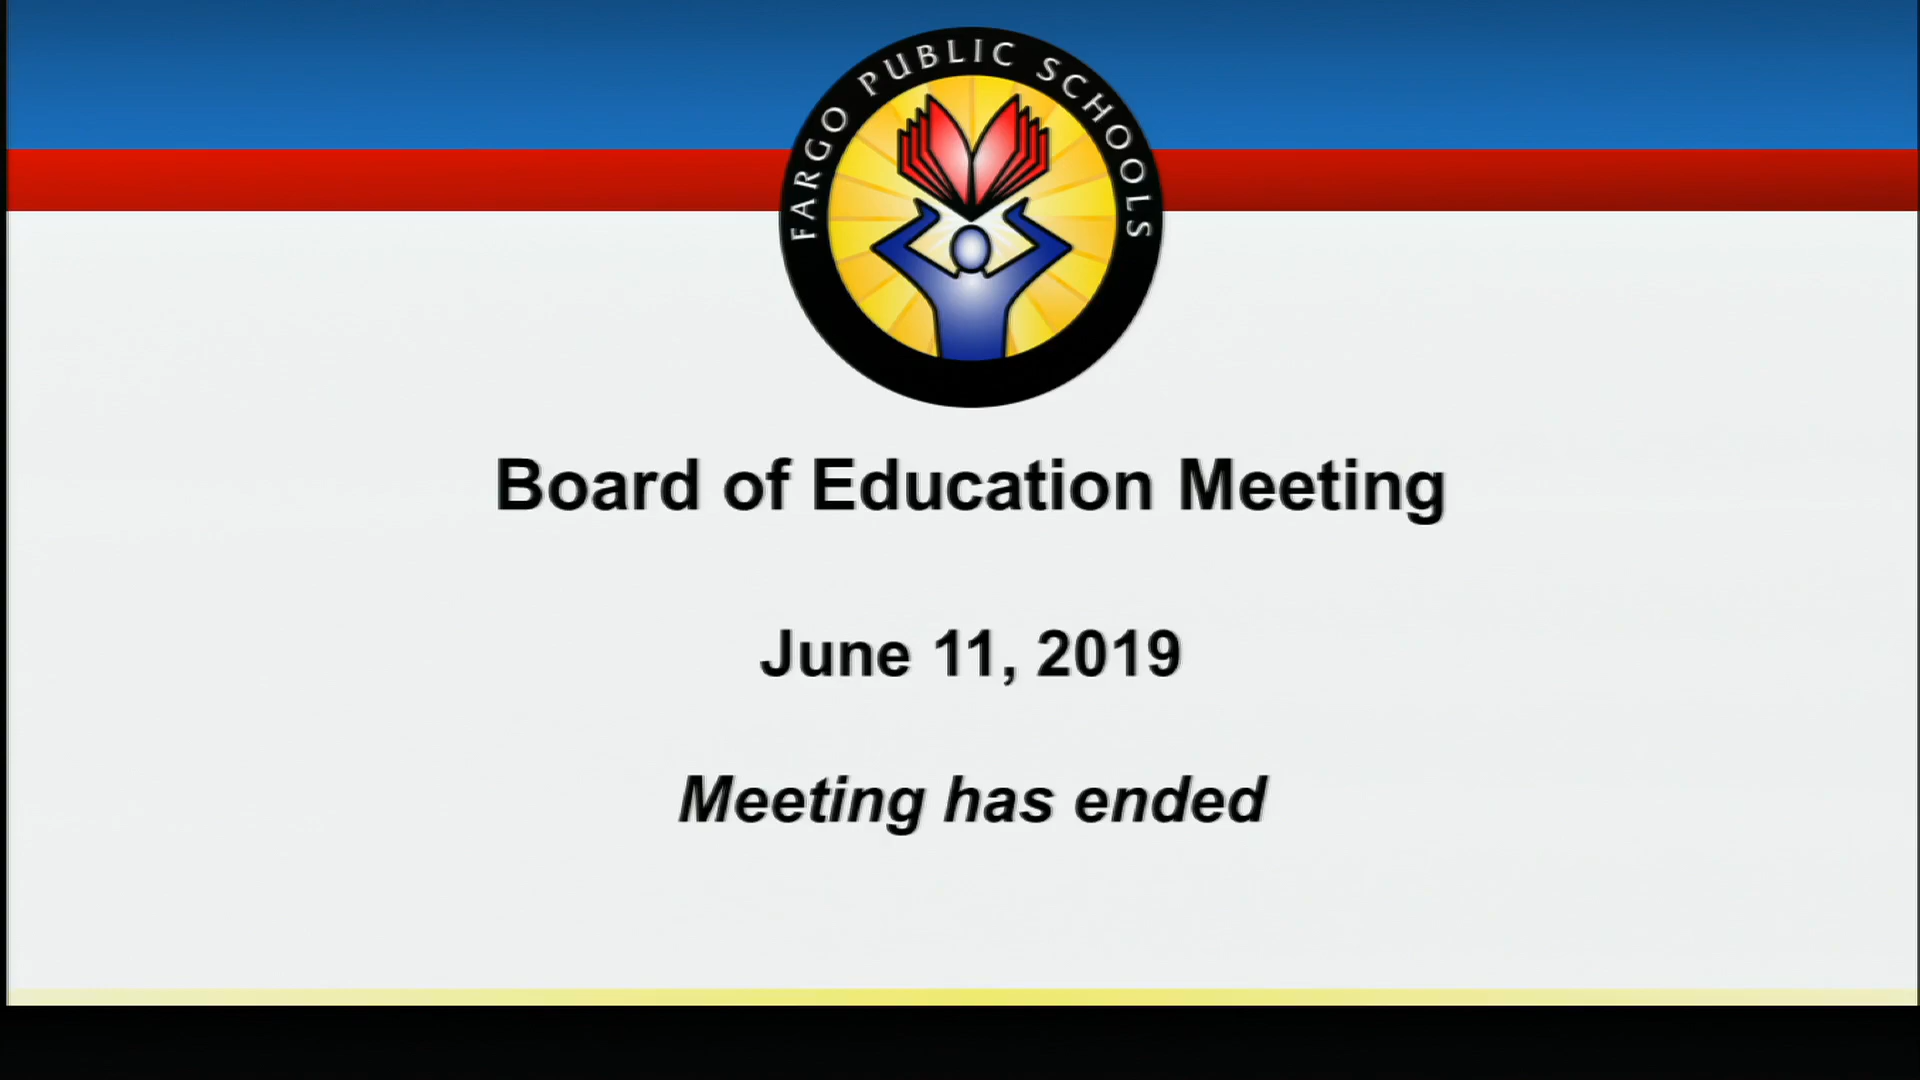 FARGO PUBLIC SCHOOLS
Board of Education Meeting
June 11, 2019
Meeting has ended